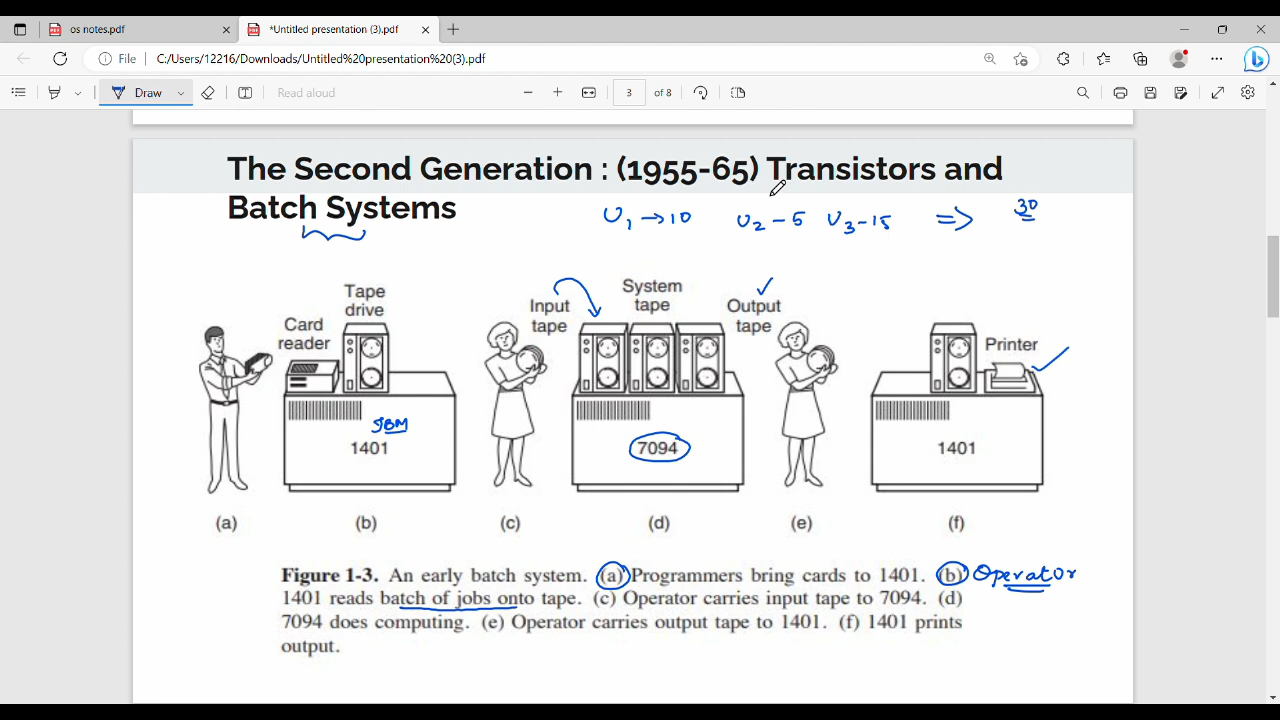 os notes.pdf
*Untitled presentation (3).pdf
File
C:/Users/12216/Downloads/Untitled%20presentation%20(3).pdf
Draw
Read aloud
3 of 8
The Second Generation : (1955-65) Transistors and
Batch Systems
U1 → 10 U2 - 5 U3 - 15 => 30
Tape
drive
Card
reader
Input
tape
System
tape
Output
tape
Printer
IBM
1401
7094
1401
(a) (b) (c) (d) (e) (f)
Figure 1-3. An early batch system. (a) Programmers bring cards to 1401. (b) Operator
1401 reads batch of jobs onto tape. (c) Operator carries input tape to 7094. (d)
7094 does computing. (e) Operator carries output tape to 1401. (f) 1401 prints
output.